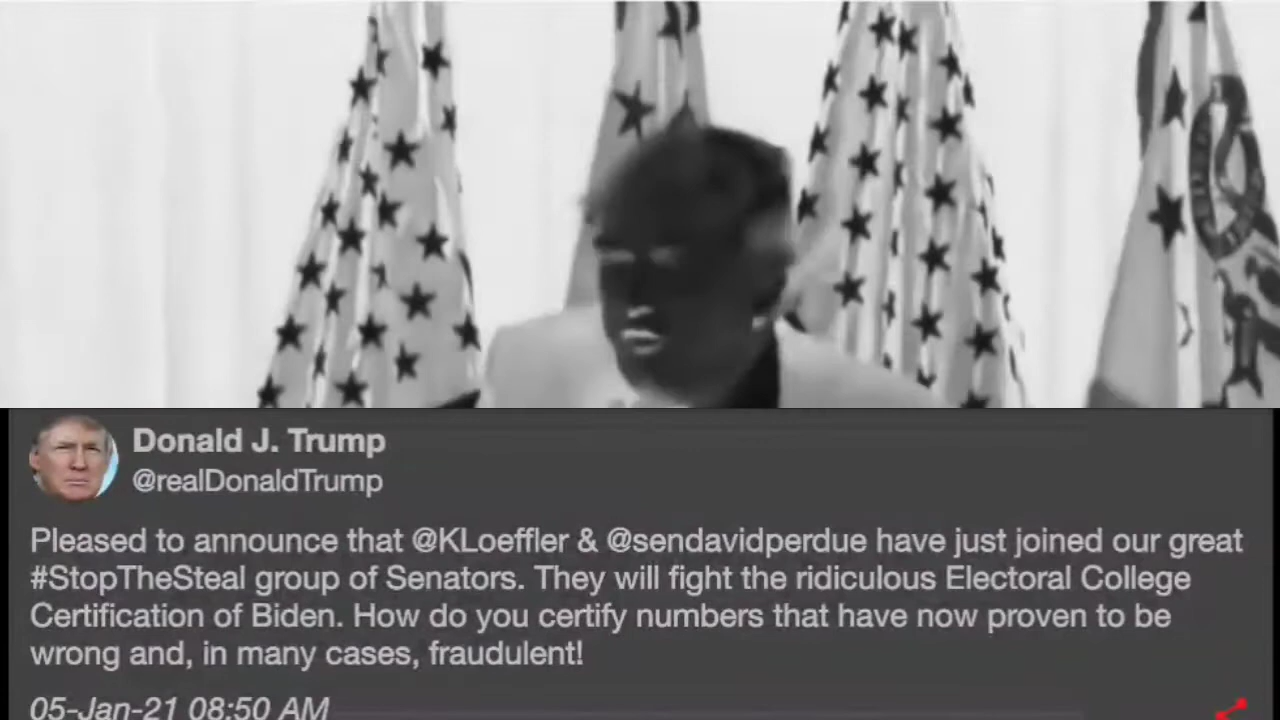 Donald J. Trump
@realDonaldTrump
Pleased to announce that @KLoeffler & @sendavidperdue have just joined our great
#StopTheSteal group of Senators. They will fight the ridiculous Electoral College
Certification of Biden. How do you certify numbers that have now proven to be
wrong and, in many cases, fraudulent!
05-Jan-21 08:50 AM